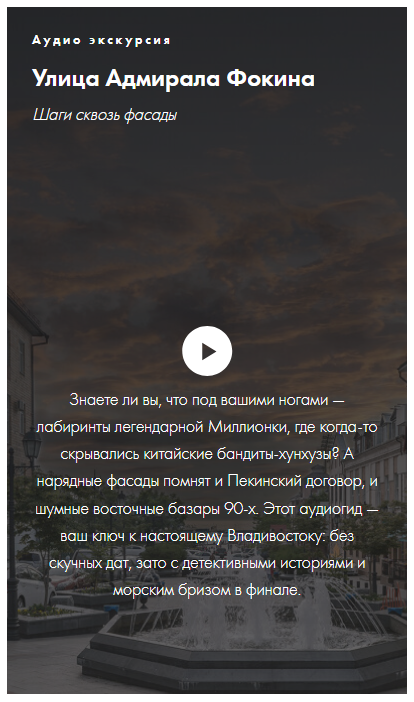 Аудио экскурсия
Улица Адмирала Фокина
Шаги сквозь фасады
Знаете ли вы, что под вашими ногами —
лабиринты легендарной Миллионки, где когда-то
скрывались китайские бандиты-хунхузы? А
нарядные фасады помнят и Пекинский договор, и
шумные восточные базары 90-х. Этот аудиогид —
ваш ключ к настоящему Владивостоку: без
скучных дат, зато с детективными историями и
морским бризом в финале.